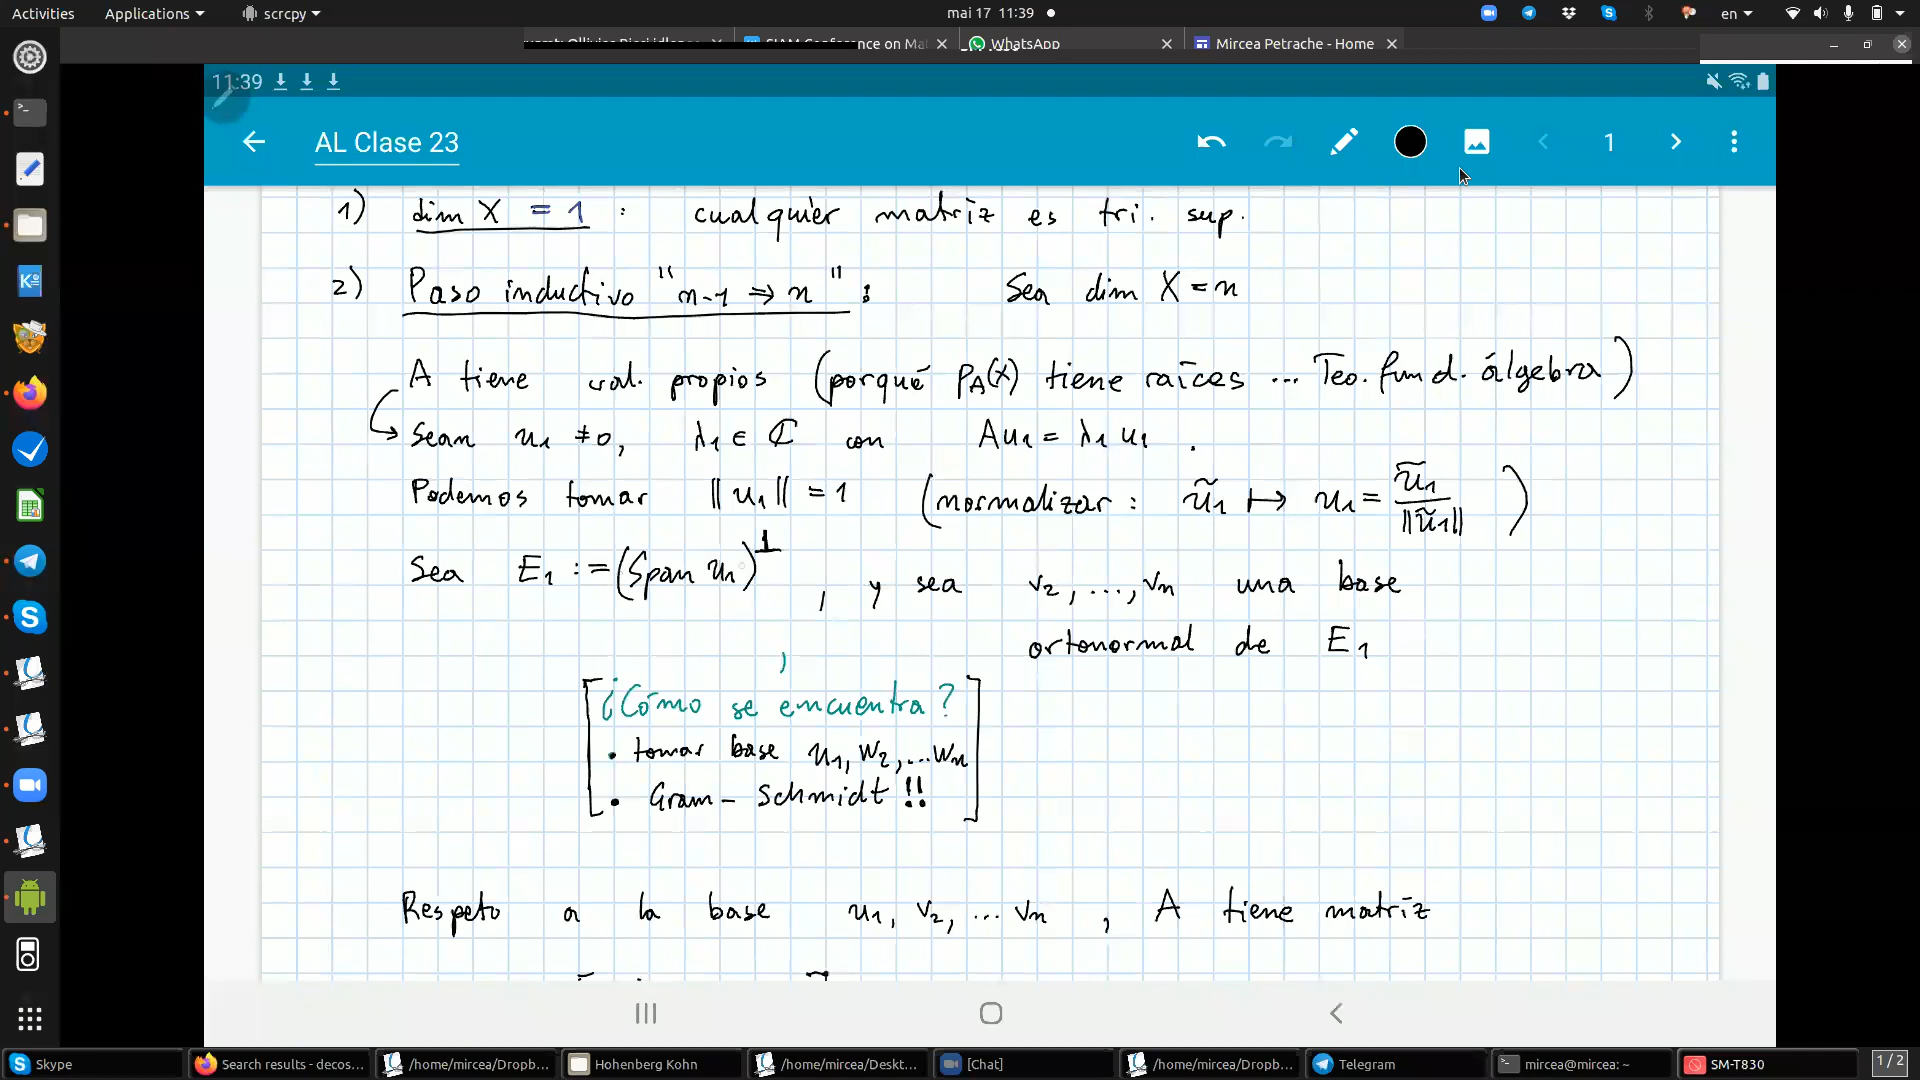 Activities Applications scrcpy mai 17 11:39 en
SIAM Conference on Ma WhatsApp Mircea Petrache - Home
11:39
AL Clase 23 1
1) dim X = 1 : cualquier matriz es tri. sup.
2) Paso inductivo "n-1 ⇒ n" : Sea dim X = n
A tiene val. propios (porqué P_A(X) tiene raíces ... Teo. fund. álgebra)
Sean u₁ ≠ 0, λ₁ ∈ ℂ con Au₁ = λ₁ u₁ .
Podemos tomar ‖u₁‖ = 1 (normalizar : ũ₁ ↦ u₁ = ũ₁/‖ũ₁‖ )
Sea E₁ := (Span u₁)^⊥ , y sea v₂, ..., vₙ una base
ortonormal de E₁
[¿Cómo se encuentra?
• tomar base u₁, w₂, ... wₙ
• Gram - Schmidt !!]
Respeto a la base u₁, v₂, ... vₙ , A tiene matriz
Skype Search results - decos... /home/mircea/Dropb... Hohenberg Kohn /home/mircea/Deskt... [Chat] /home/mircea/Dropb... Telegram mircea@mircea: ~ SM-T830 1 / 2